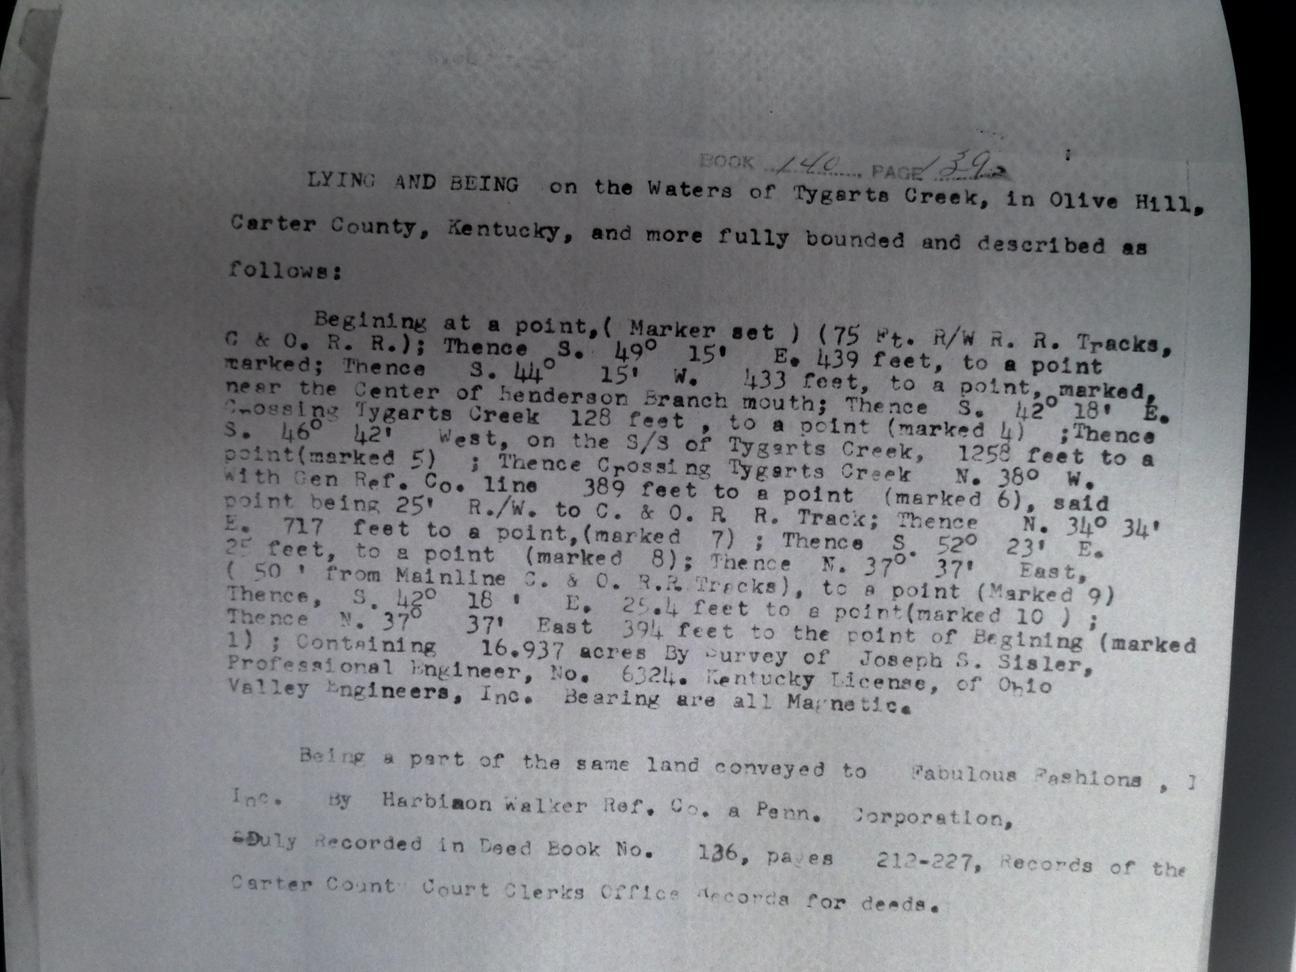 BOOK 140 PAGE 139
LYING AND BEING on the Waters of Tygarts Creek, in Olive Hill,
Carter County, Kentucky, and more fully bounded and described as
follows:
Begining at a point,( Marker set ) (75 Ft. R/W R. R. Tracks,
C & O. R. R.); Thence S. 49° 15' E. 439 feet, to a point
marked; Thence S. 44° 15' W. 433 feet, to a point, marked,
near the Center of Henderson Branch mouth; Thence S. 42° 18' E.
Crossing Tygarts Creek 128 feet , to a point (marked 4) ;Thence
S. 46° 42' West, on the S/S of Tygarts Creek, 1258 feet to a
point(marked 5) ; Thence Crossing Tygarts Creek N. 38° W.
with Gen Ref. Co. line 389 feet to a point (marked 6), said
point being 25' R./W. to C. & O. R R. Track; Thence N. 34° 34'
E. 717 feet to a point,(marked 7) ; Thence S. 52° 23' E.
25 feet, to a point (marked 8); Thence N. 37° 37' East,
( 50 ' from Mainline C. & O. R.R.Tracks), to a point (Marked 9)
Thence, S. 42° 18 ' E. 25.4 feet to a point(marked 10 ) ;
Thence N. 37° 37' East 394 feet to the point of Begining (marked
1) ; Containing 16.937 acres By Survey of Joseph S. Sisler,
Professional Engineer, No. 6324. Kentucky License, of Ohio
Valley Engineers, Inc. Bearing are all Magnetic.
Being a part of the same land conveyed to Fabulous Fashions , I
Inc. By Harbison Walker Ref. Co. a Penn. Corporation,
Duly Recorded in Deed Book No. 136, pages 212-227, Records of the
Carter County Court Clerks Office Records for deeds.